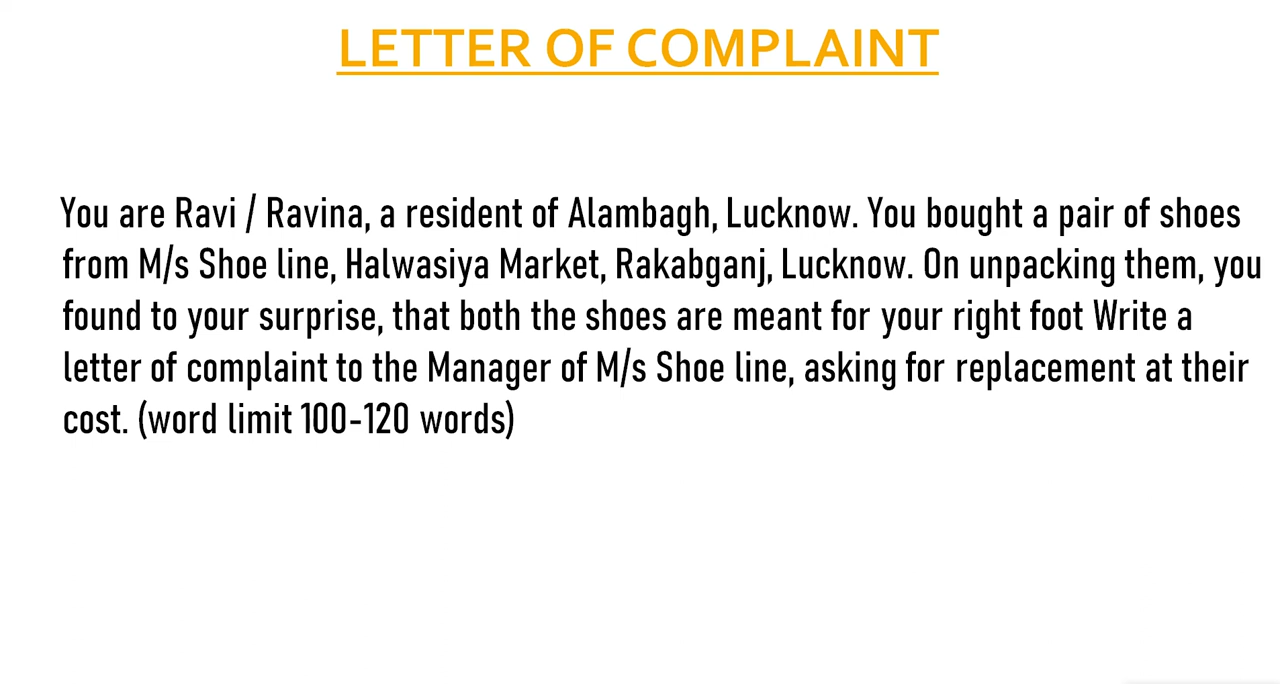 LETTER OF COMPLAINT
You are Ravi / Ravina, a resident of Alambagh, Lucknow. You bought a pair of shoes
from M/s Shoe line, Halwasiya Market, Rakabganj, Lucknow. On unpacking them, you
found to your surprise, that both the shoes are meant for your right foot Write a
letter of complaint to the Manager of M/s Shoe line, asking for replacement at their
cost. (word limit 100-120 words)